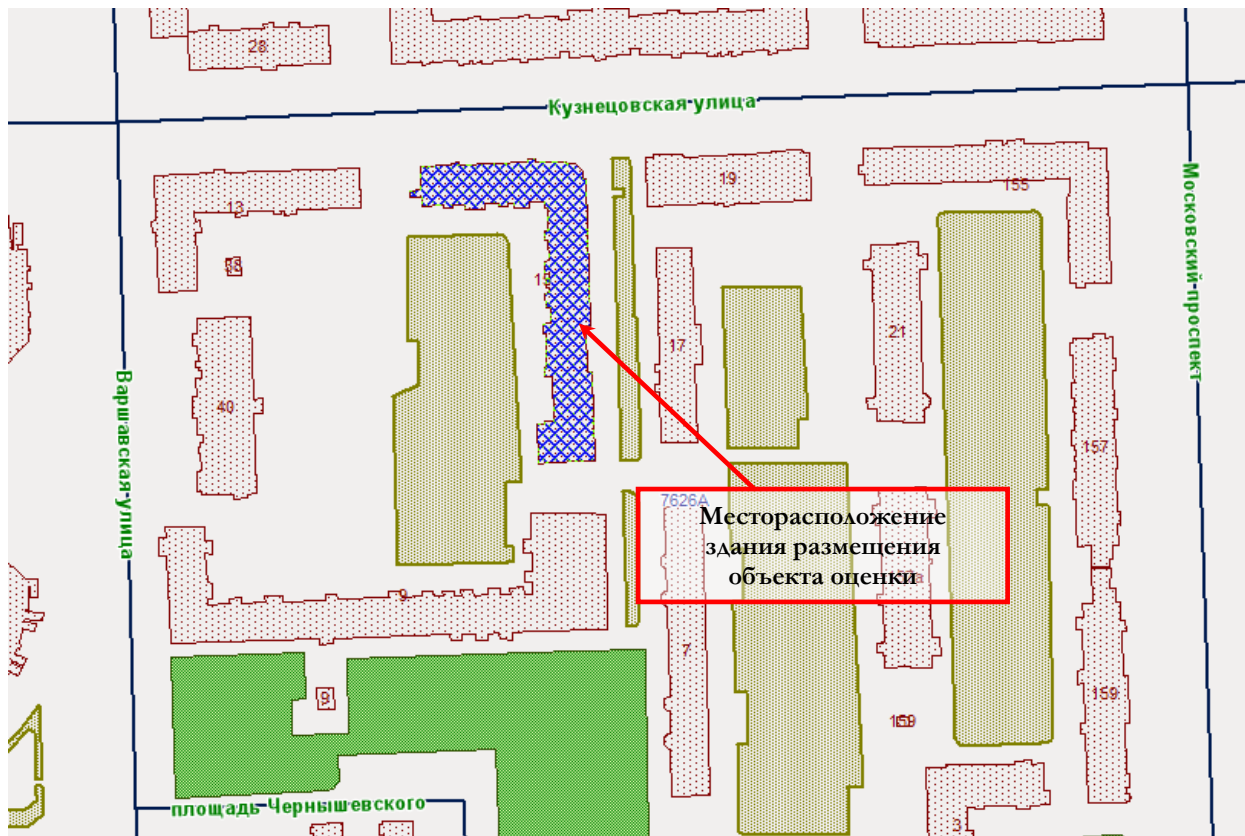 28
Кузнецовская улица
19
155
13
Московский проспект
17
21
40
Варшавская улица
157
7626А
Месторасположение
здания размещения
объекта оценки
9
7
9
159
159
площадь Чернышевского
3